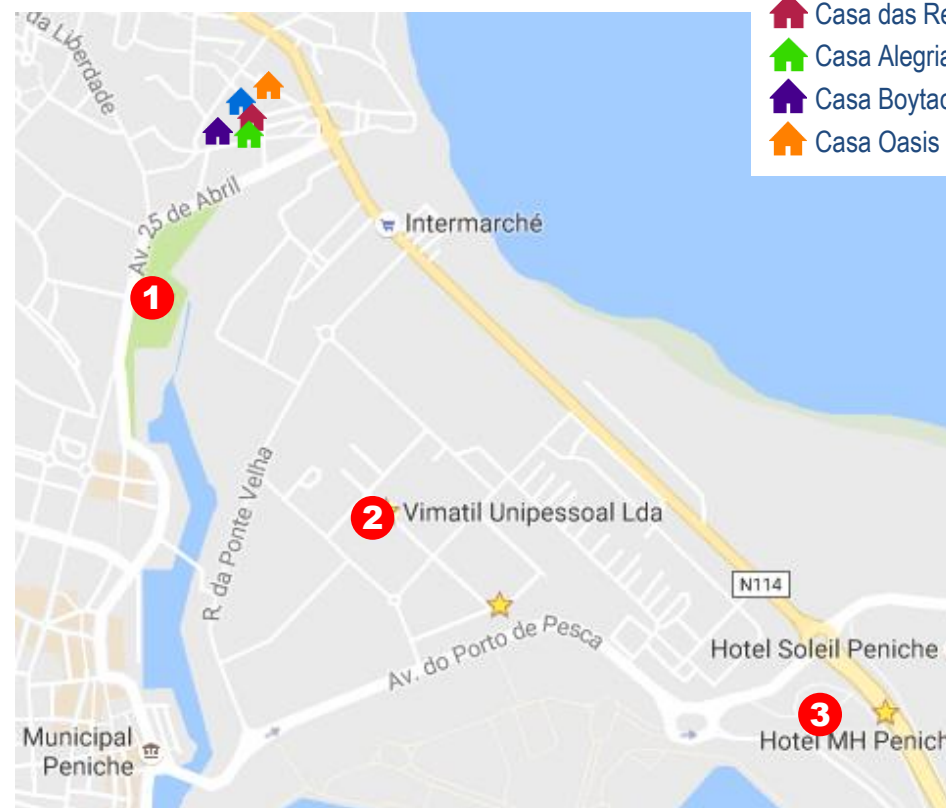 da Liberdade
Casa das Re
Casa Alegria
Casa Boytac
Casa Oasis
Av. 25 de Abril
Intermarché
1
R. da Ponte Velha
2
Vimatil Unipessoal Lda
N114
Av. do Porto de Pesca
Hotel Soleil Peniche
3
Hotel MH Penich
Municipal
Peniche